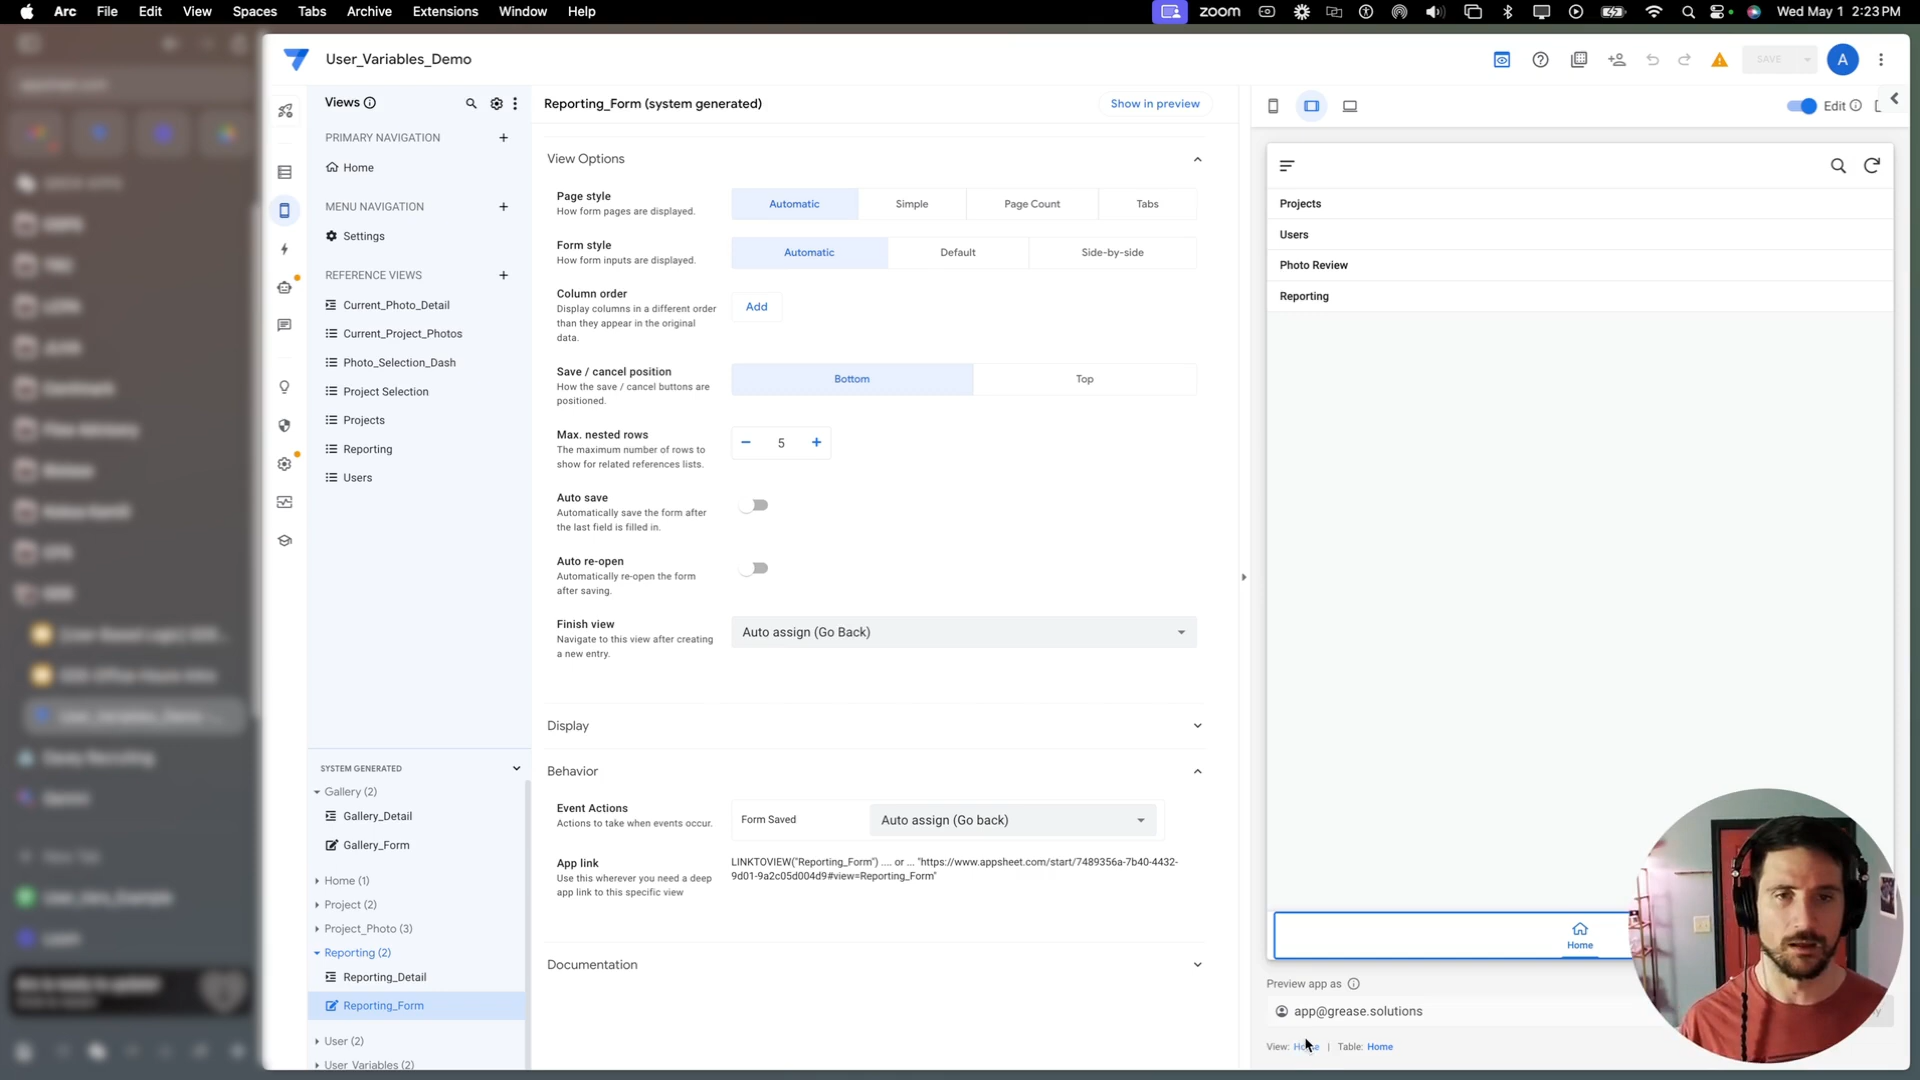 Arc File Edit View Spaces Tabs Archive Extensions Window Help
zoom
Wed May 1 2:23 PM
User_Variables_Demo
SAVE
A
Views
Reporting_Form (system generated)
Show in preview
Edit
PRIMARY NAVIGATION
Home
MENU NAVIGATION
Settings
REFERENCE VIEWS
Current_Photo_Detail
Current_Project_Photos
Photo_Selection_Dash
Project Selection
Projects
Reporting
Users
SYSTEM GENERATED
Gallery (2)
Gallery_Detail
Gallery_Form
Home (1)
Project (2)
Project_Photo (3)
Reporting (2)
Reporting_Detail
Reporting_Form
User (2)
User Variables (2)
View Options
Page style
How form pages are displayed.
Automatic Simple Page Count Tabs
Form style
How form inputs are displayed.
Automatic Default Side-by-side
Column order
Display columns in a different order
than they appear in the original
data.
Add
Save / cancel position
How the save / cancel buttons are
positioned.
Bottom Top
Max. nested rows
The maximum number of rows to
show for related references lists.
5
Auto save
Automatically save the form after
the last field is filled in.
Auto re-open
Automatically re-open the form
after saving.
Finish view
Navigate to this view after creating
a new entry.
Auto assign (Go Back)
Display
Behavior
Event Actions
Actions to take when events occur.
Form Saved
Auto assign (Go back)
App link
Use this wherever you need a deep
app link to this specific view
LINKTOVIEW("Reporting_Form") .... or ... "https://www.appsheet.com/start/7489356a-7b40-4432-
9d01-9a2c05d004d9#view=Reporting_Form"
Documentation
Projects
Users
Photo Review
Reporting
Home
Preview app as
app@grease.solutions
View: Home | Table: Home